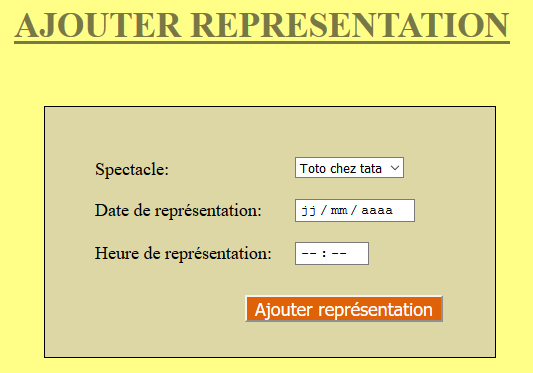 AJOUTER REPRESENTATION
Spectacle: Toto chez tata
Date de représentation: jj / mm / aaaa
Heure de représentation: -- : --
Ajouter représentation